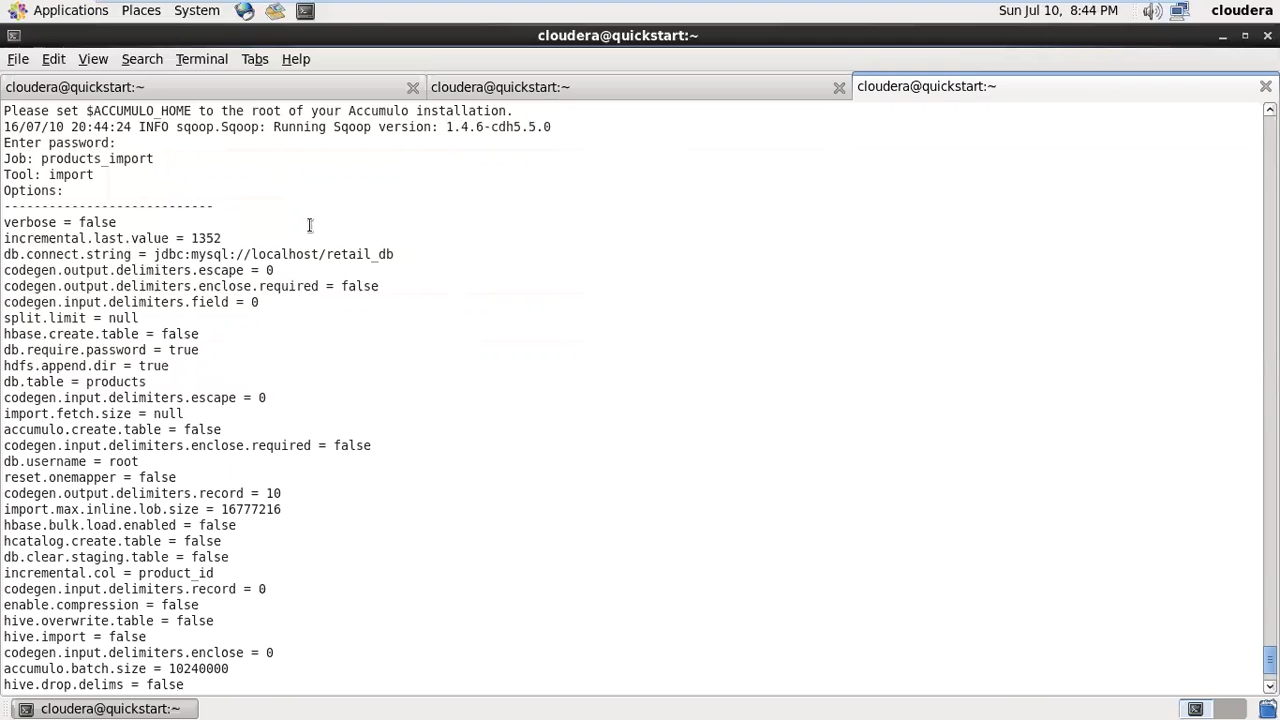 Applications Places System Sun Jul 10, 8:44 PM cloudera
cloudera@quickstart:~
File Edit View Search Terminal Tabs Help
cloudera@quickstart:~ cloudera@quickstart:~ cloudera@quickstart:~
Please set $ACCUMULO_HOME to the root of your Accumulo installation.
16/07/10 20:44:24 INFO sqoop.Sqoop: Running Sqoop version: 1.4.6-cdh5.5.0
Enter password:
Job: products_import
Tool: import
Options:
----------------------------
verbose = false
incremental.last.value = 1352
db.connect.string = jdbc:mysql://localhost/retail_db
codegen.output.delimiters.escape = 0
codegen.output.delimiters.enclose.required = false
codegen.input.delimiters.field = 0
split.limit = null
hbase.create.table = false
db.require.password = true
hdfs.append.dir = true
db.table = products
codegen.input.delimiters.escape = 0
import.fetch.size = null
accumulo.create.table = false
codegen.input.delimiters.enclose.required = false
db.username = root
reset.onemapper = false
codegen.output.delimiters.record = 10
import.max.inline.lob.size = 16777216
hbase.bulk.load.enabled = false
hcatalog.create.table = false
db.clear.staging.table = false
incremental.col = product_id
codegen.input.delimiters.record = 0
enable.compression = false
hive.overwrite.table = false
hive.import = false
codegen.input.delimiters.enclose = 0
accumulo.batch.size = 10240000
hive.drop.delims = false
cloudera@quickstart:~